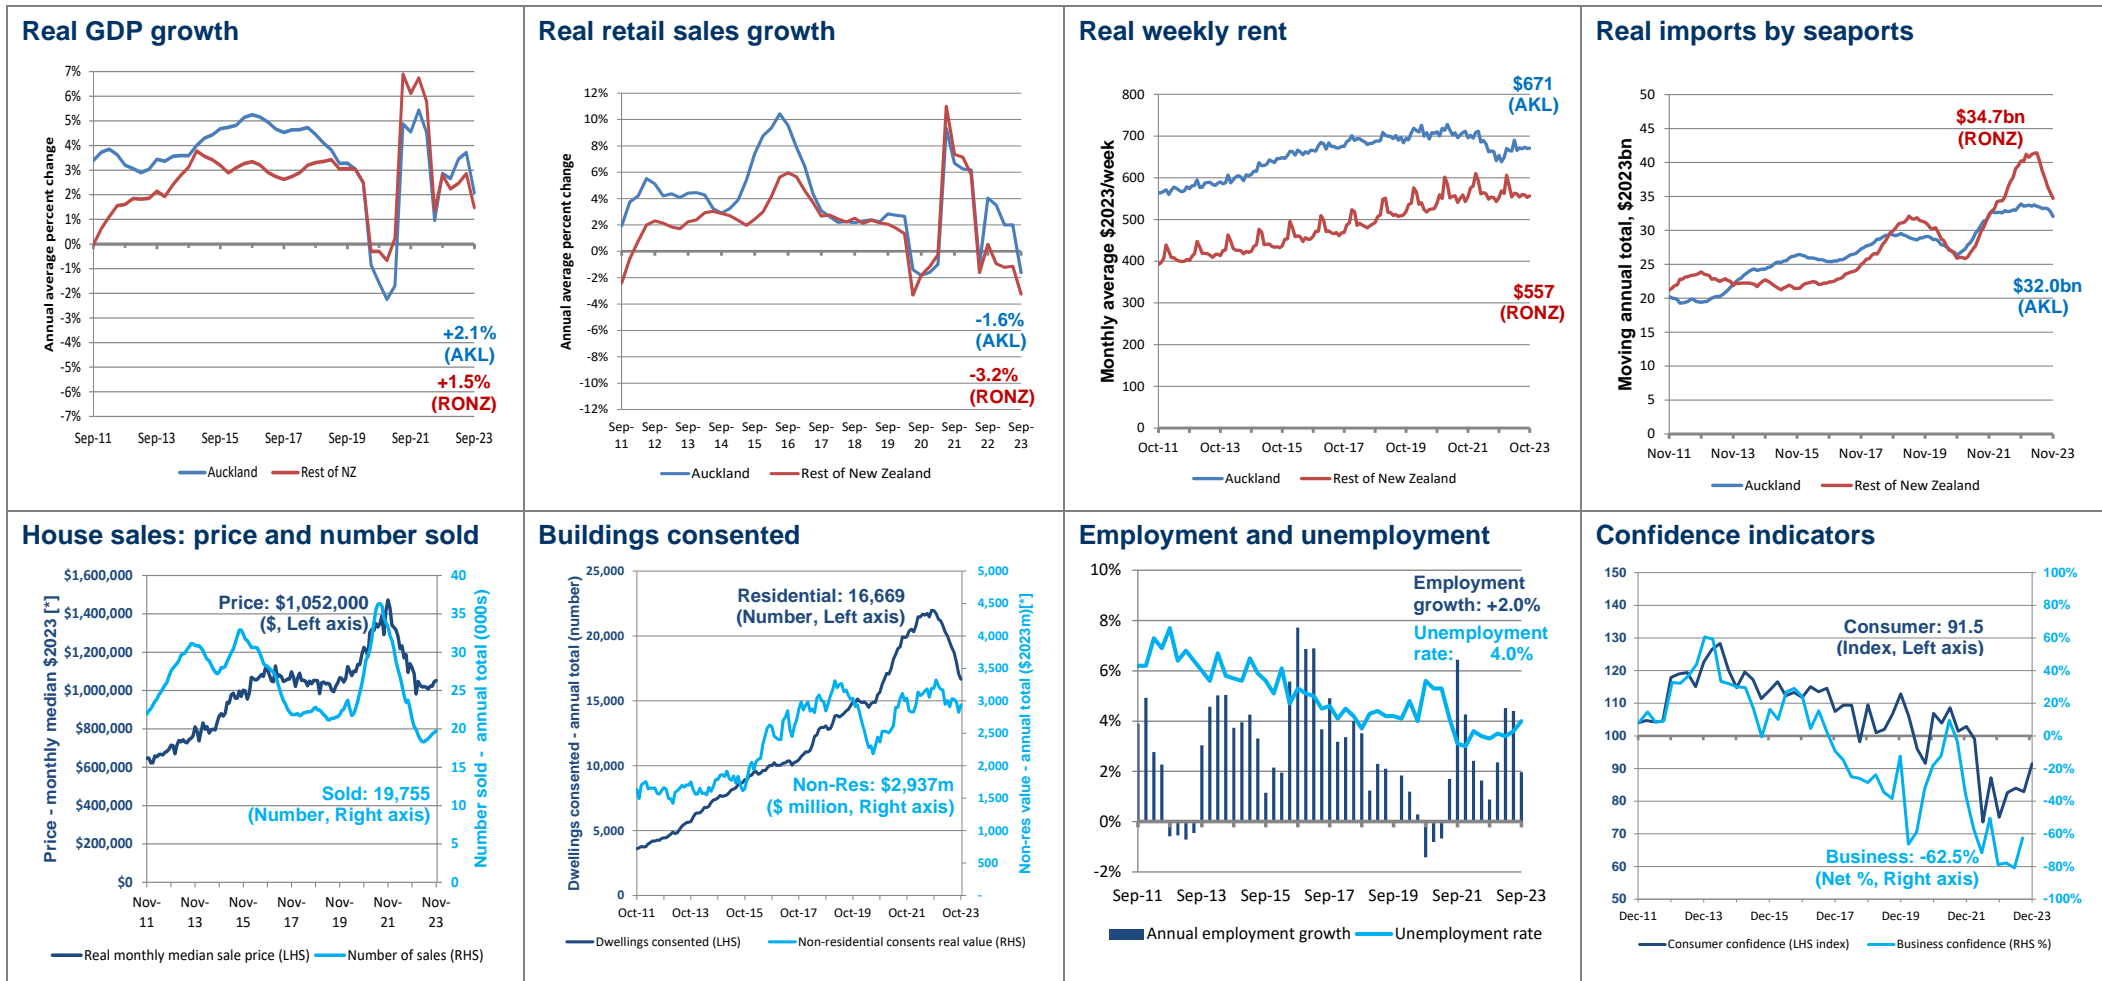 Real GDP growth
Annual average percent change
7%
6%
5%
4%
3%
2%
1%
0%
-1%
-2%
-3%
-4%
-5%
-6%
-7%
+2.1%
(AKL)
+1.5%
(RONZ)
Sep-11 Sep-13 Sep-15 Sep-17 Sep-19 Sep-21 Sep-23
Auckland Rest of NZ
Real retail sales growth
Annual average percent change
12%
10%
8%
6%
4%
2%
0%
-2%
-4%
-6%
-8%
-10%
-12%
-1.6%
(AKL)
-3.2%
(RONZ)
Sep- Sep- Sep- Sep- Sep- Sep- Sep- Sep- Sep- Sep- Sep- Sep- Sep-
11 12 13 14 15 16 17 18 19 20 21 22 23
Auckland Rest of New Zealand
Real weekly rent
Monthly average $2023/week
800
700
600
500
400
300
200
100
0
$671
(AKL)
$557
(RONZ)
Oct-11 Oct-13 Oct-15 Oct-17 Oct-19 Oct-21 Oct-23
Auckland Rest of New Zealand
Real imports by seaports
Moving annual total, $2023bn
50
45
40
35
30
25
20
15
10
5
0
$34.7bn
(RONZ)
$32.0bn
(AKL)
Nov-11 Nov-13 Nov-15 Nov-17 Nov-19 Nov-21 Nov-23
Auckland Rest of New Zealand
House sales: price and number sold
Price - monthly median $2023 [*]
$1,600,000
$1,400,000
$1,200,000
$1,000,000
$800,000
$600,000
$400,000
$200,000
$0
Price: $1,052,000
($, Left axis)
Sold: 19,755
(Number, Right axis)
40
35
30
25
20
15
10
5
0
Number sold - annual total (000s)
Nov- Nov- Nov- Nov- Nov- Nov- Nov-
11 13 15 17 19 21 23
Real monthly median sale price (LHS) Number of sales (RHS)
Buildings consented
Dwellings consented - annual total (number)
25,000
20,000
15,000
10,000
5,000
0
Residential: 16,669
(Number, Left axis)
Non-Res: $2,937m
($ million, Right axis)
5,000
4,500
4,000
3,500
3,000
2,500
2,000
1,500
1,000
500
-
Non-res value - annual total ($2023m)[*]
Oct-11 Oct-13 Oct-15 Oct-17 Oct-19 Oct-21 Oct-23
Dwellings consented (LHS) Non-residential consents real value (RHS)
Employment and unemployment
10%
8%
6%
4%
2%
0%
-2%
Employment
growth: +2.0%
Unemployment
rate: 4.0%
Sep-11 Sep-13 Sep-15 Sep-17 Sep-19 Sep-21 Sep-23
Annual employment growth Unemployment rate
Confidence indicators
150
140
130
120
110
100
90
80
70
60
50
Consumer: 91.5
(Index, Left axis)
Business: -62.5%
(Net %, Right axis)
100%
80%
60%
40%
20%
0%
-20%
-40%
-60%
-80%
-100%
Dec-11 Dec-13 Dec-15 Dec-17 Dec-19 Dec-21 Dec-23
Consumer confidence (LHS index) Business confidence (RHS %)